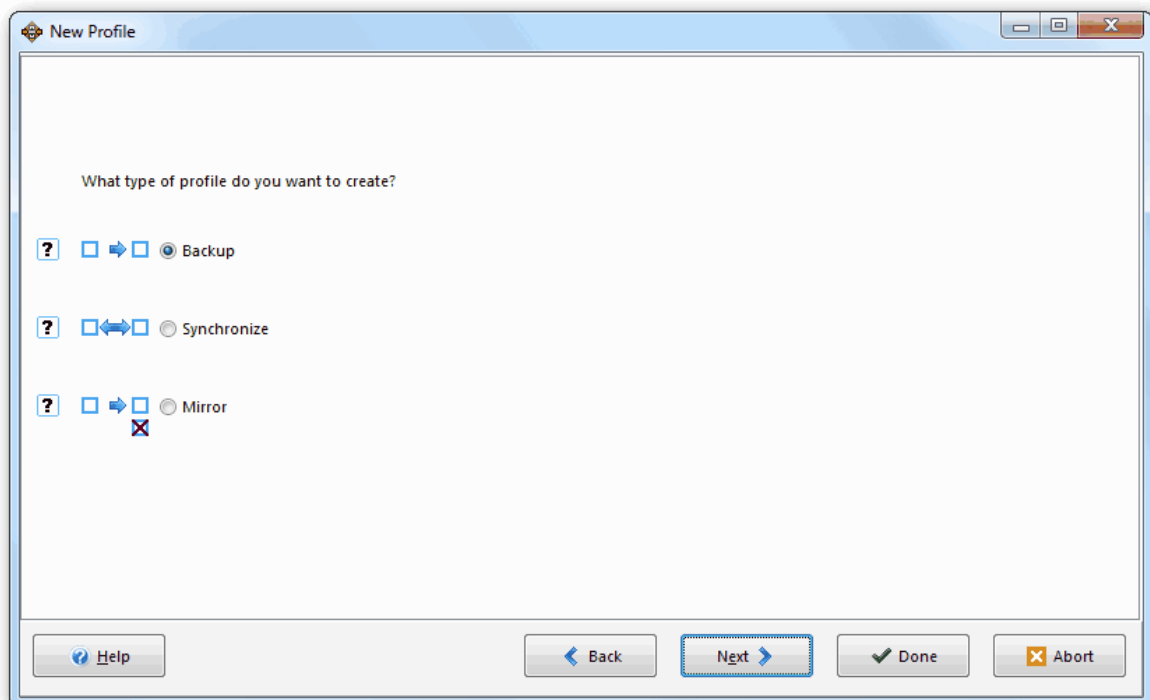 New Profile
What type of profile do you want to create?
? Backup
? Synchronize
? Mirror
Help
Back
Next
Done
Abort